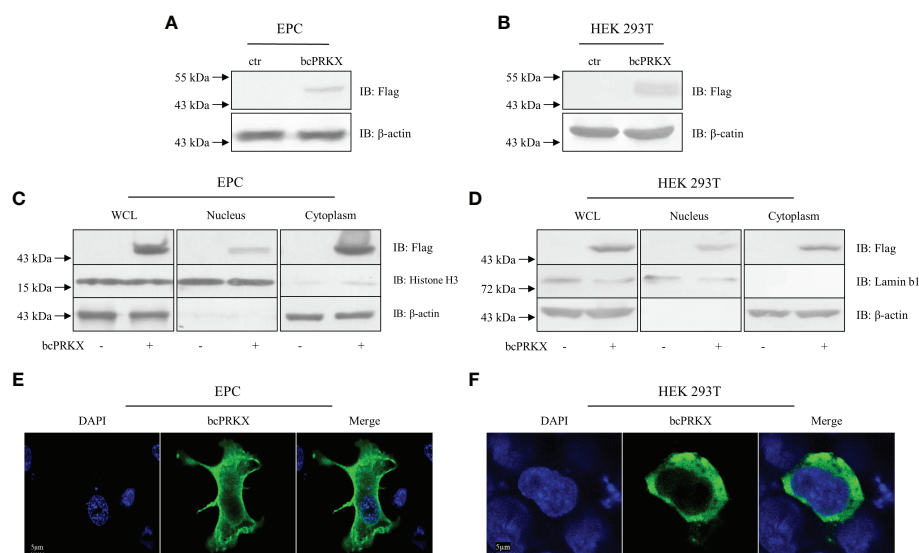 A
EPC
ctr bcPRKX
55 kDa
43 kDa
IB: Flag
43 kDa
IB: β-actin
B
HEK 293T
ctr bcPRKX
55 kDa
43 kDa
IB: Flag
43 kDa
IB: β-catin
C
EPC
WCL Nucleus Cytoplasm
43 kDa
IB: Flag
15 kDa
IB: Histone H3
43 kDa
IB: β-actin
bcPRKX - + - + - +
D
HEK 293T
WCL Nucleus Cytoplasm
43 kDa
IB: Flag
72 kDa
IB: Lamin b1
43 kDa
IB: β-actin
bcPRKX - + - + - +
E
EPC
DAPI bcPRKX Merge
5μm
F
HEK 293T
DAPI bcPRKX Merge
5μm